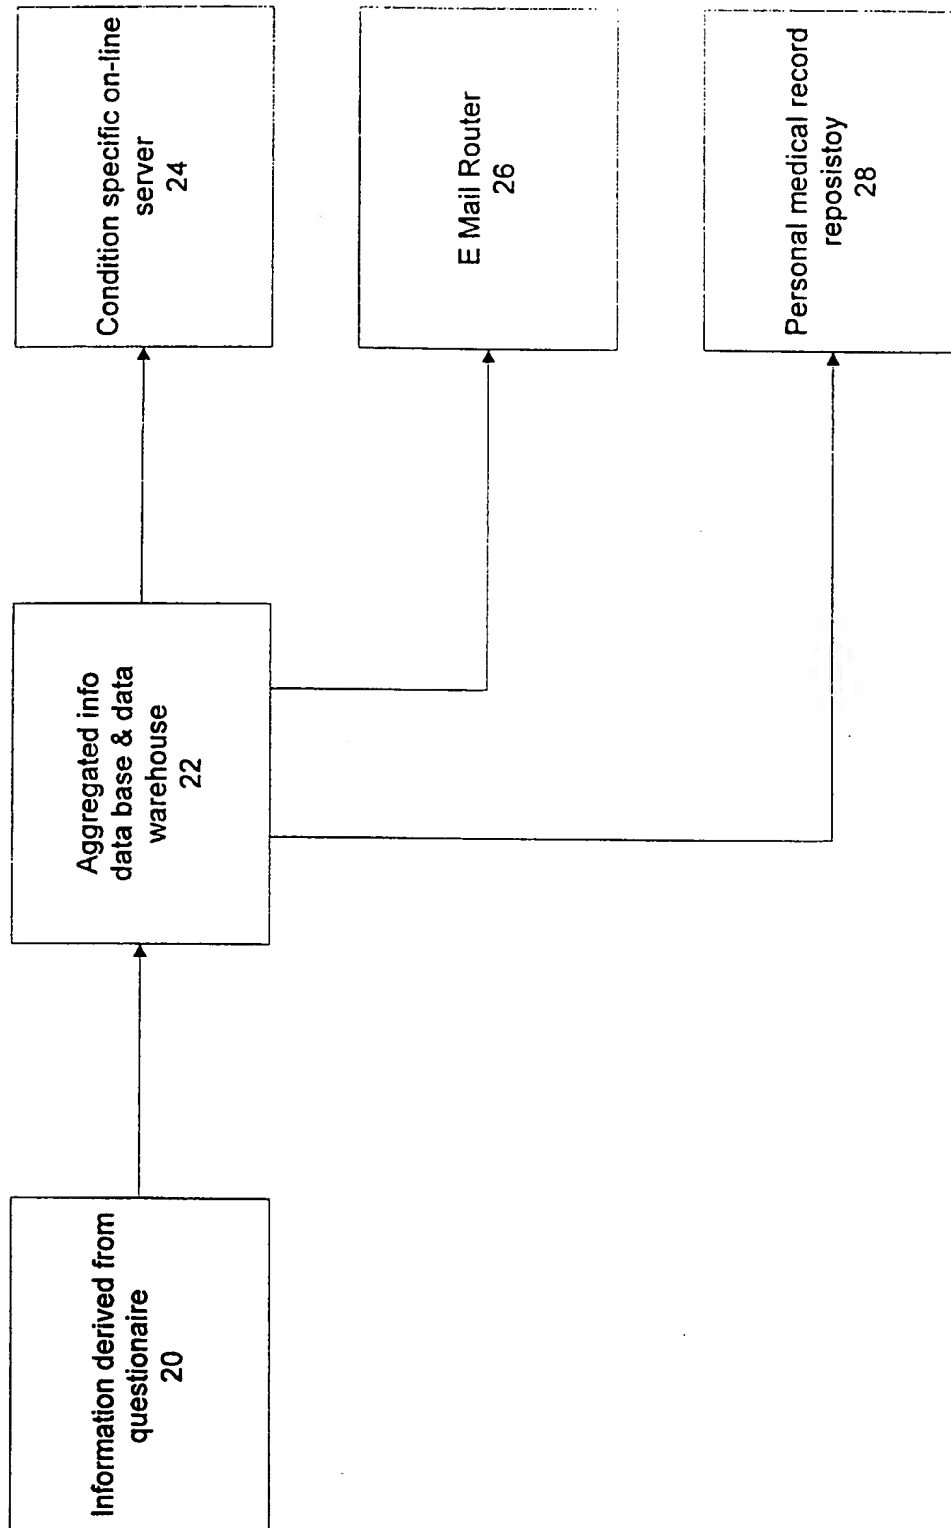 Information derived from
questionaire
20
Aggregated info
data base & data
warehouse
22
Condition specific on-line
server
24
E Mail Router
26
Personal medical record
reposistoy
28